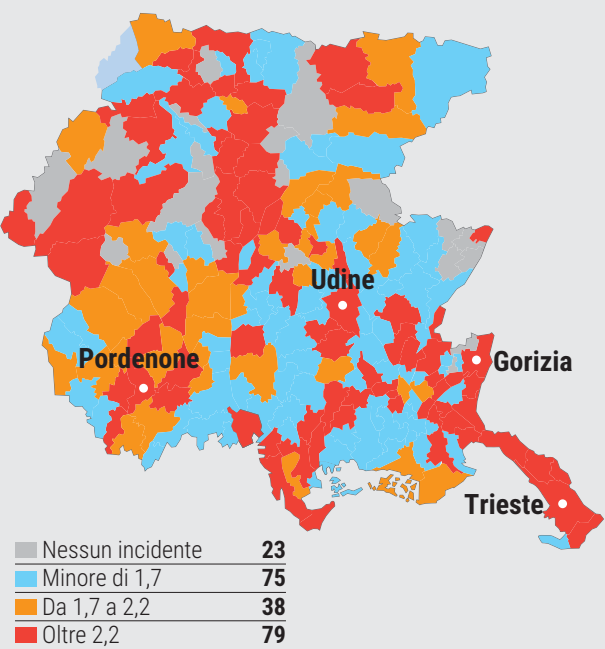 Udine
Pordenone
Gorizia
Trieste
Nessun incidente 23
Minore di 1,7 75
Da 1,7 a 2,2 38
Oltre 2,2 79